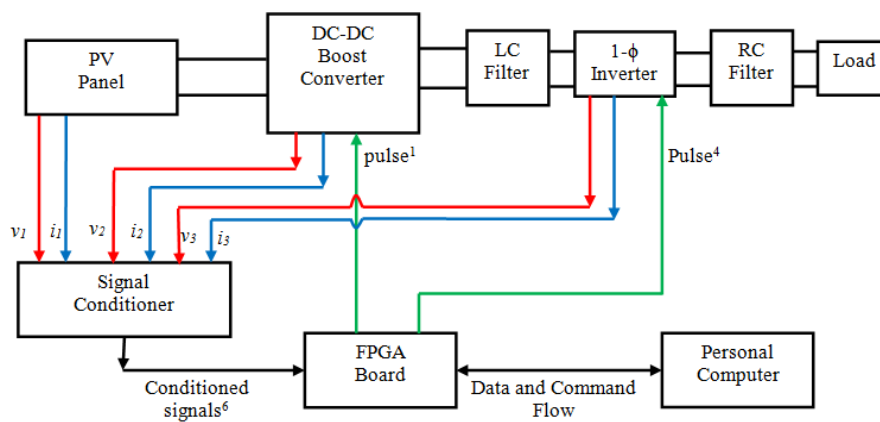 PV
Panel
DC-DC
Boost
Converter
LC
Filter
1-ϕ
Inverter
RC
Filter
Load
pulse¹
Pulse⁴
v₁
i₁
v₂
i₂
v₃
i₃
Signal
Conditioner
FPGA
Board
Personal
Computer
Conditioned
signals⁶
Data and Command
Flow